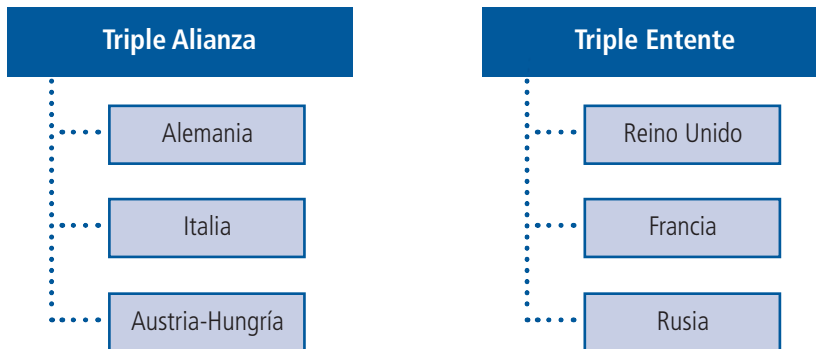 Triple Alianza
Alemania
Italia
Austria-Hungría
Triple Entente
Reino Unido
Francia
Rusia